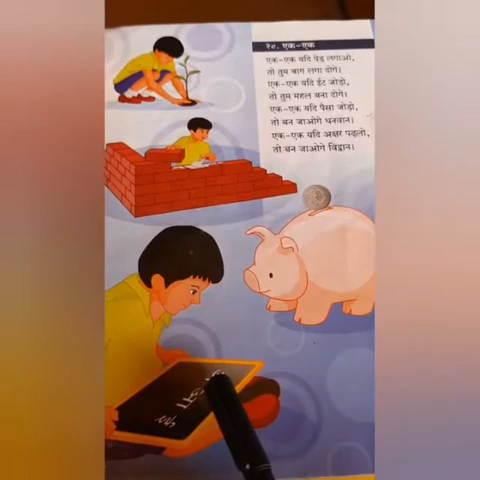 २०. एक-एक
एक-एक यदि पेड़ लगाओ,
तो तुम बाग लगा दोगे।
एक-एक यदि ईंट जोड़ो,
तो तुम महल बना दोगे।
एक-एक यदि पैसा जोड़ो,
तो बन जाओगे धनवान।
एक-एक यदि अक्षर पढ़लो,
तो बन जाओगे विद्वान।